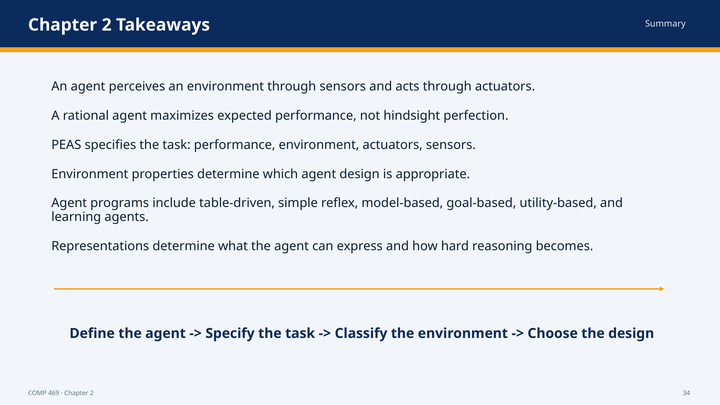 Chapter 2 Takeaways
Summary
An agent perceives an environment through sensors and acts through actuators.
A rational agent maximizes expected performance, not hindsight perfection.
PEAS specifies the task: performance, environment, actuators, sensors.
Environment properties determine which agent design is appropriate.
Agent programs include table-driven, simple reflex, model-based, goal-based, utility-based, and
learning agents.
Representations determine what the agent can express and how hard reasoning becomes.
Define the agent -> Specify the task -> Classify the environment -> Choose the design
COMP 469 · Chapter 2
34